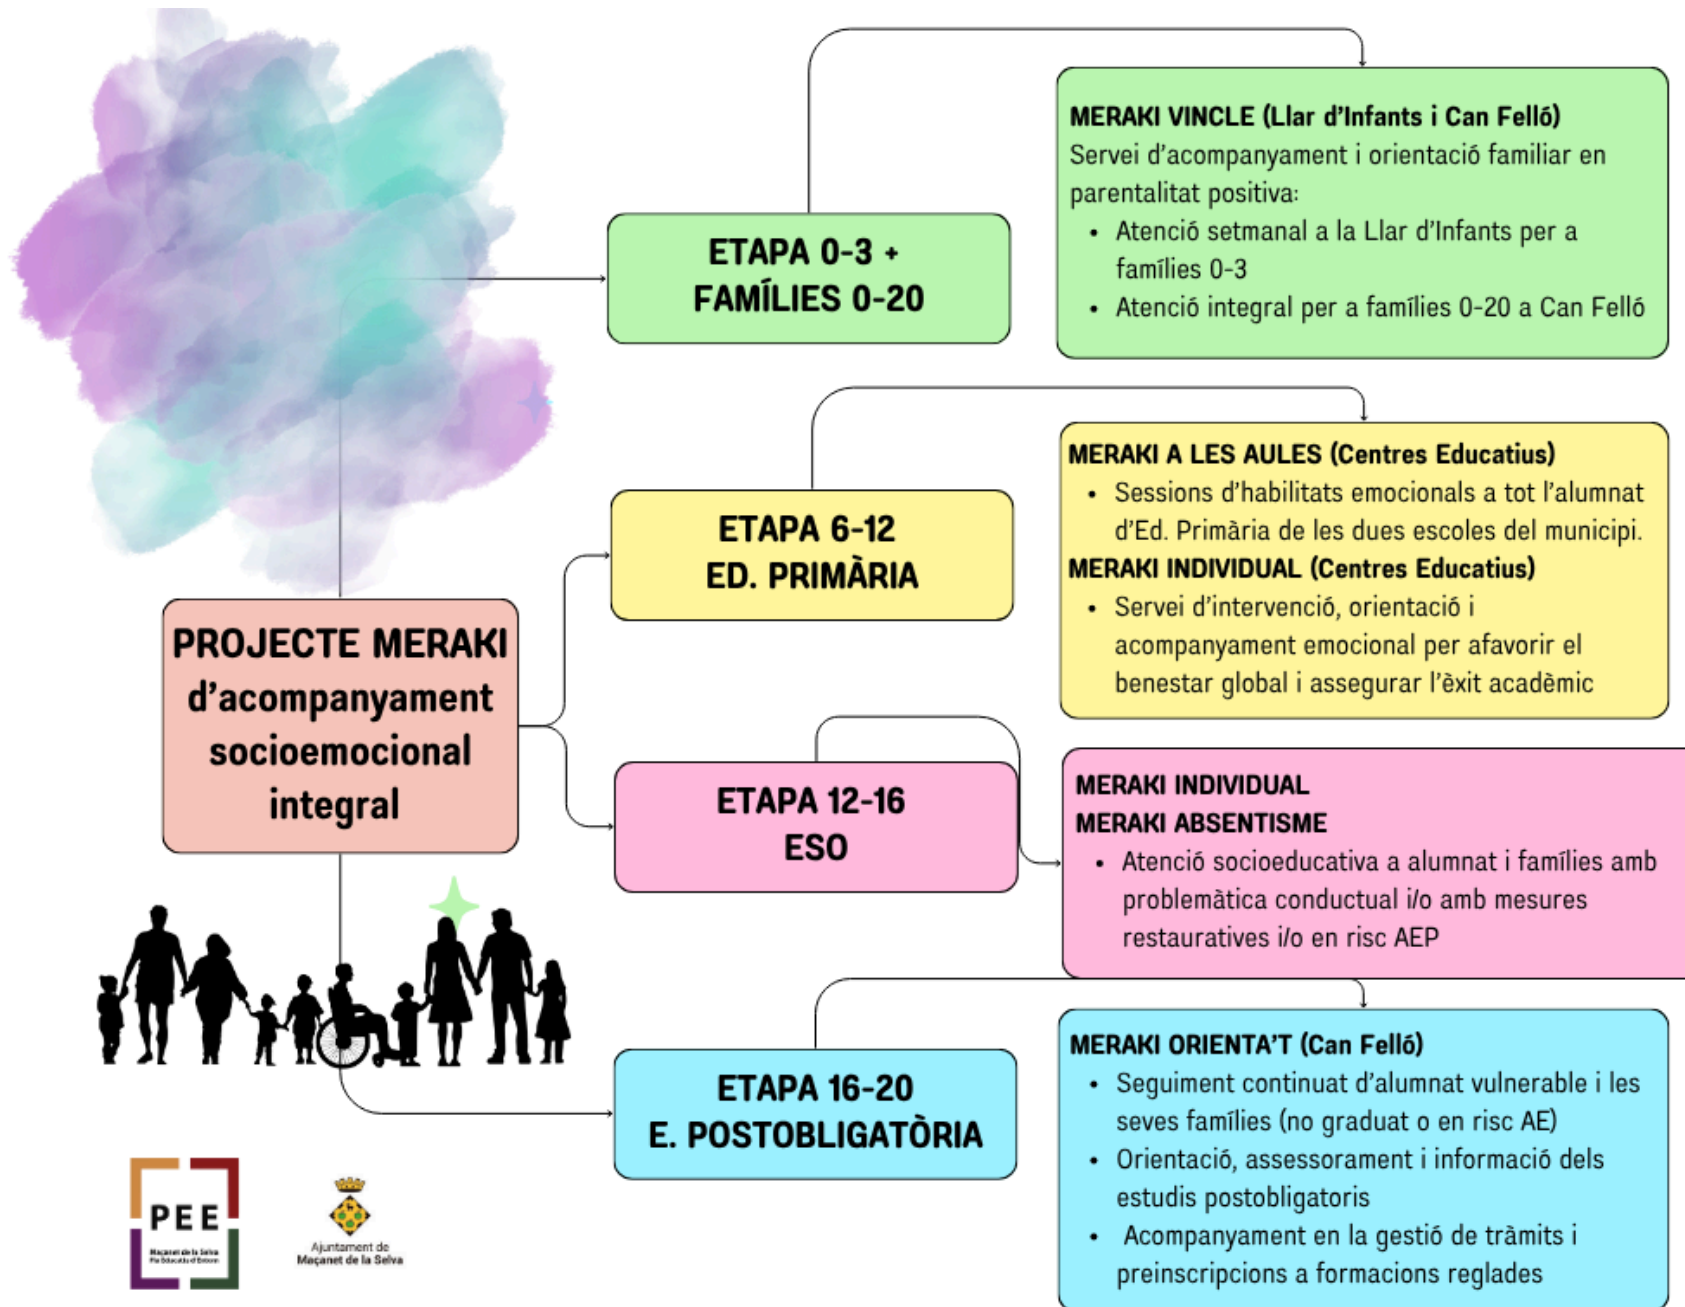 MERAKI VINCLE (Llar d'Infants i Can Felló)
Servei d'acompanyament i orientació familiar en
parentalitat positiva:
• Atenció setmanal a la Llar d'Infants per a
famílies 0-3
• Atenció integral per a famílies 0-20 a Can Felló
ETAPA 0-3 +
FAMÍLIES 0-20
MERAKI A LES AULES (Centres Educatius)
• Sessions d'habilitats emocionals a tot l'alumnat
d'Ed. Primària de les dues escoles del municipi.
MERAKI INDIVIDUAL (Centres Educatius)
• Servei d'intervenció, orientació i
acompanyament emocional per afavorir el
benestar global i assegurar l'èxit acadèmic
ETAPA 6-12
ED. PRIMÀRIA
PROJECTE MERAKI
d'acompanyament
socioemocional
integral
ETAPA 12-16
ESO
MERAKI INDIVIDUAL
MERAKI ABSENTISME
• Atenció socioeducativa a alumnat i famílies amb
problemàtica conductual i/o amb mesures
restauratives i/o en risc AEP
ETAPA 16-20
E. POSTOBLIGATÒRIA
MERAKI ORIENTA'T (Can Felló)
• Seguiment continuat d'alumnat vulnerable i les
seves famílies (no graduat o en risc AE)
• Orientació, assessorament i informació dels
estudis postobligatoris
• Acompanyament en la gestió de tràmits i
preinscripcions a formacions reglades
PEE
Maçanet de la Selva
Pla Educatiu d'Entorn
Ajuntament de
Maçanet de la Selva